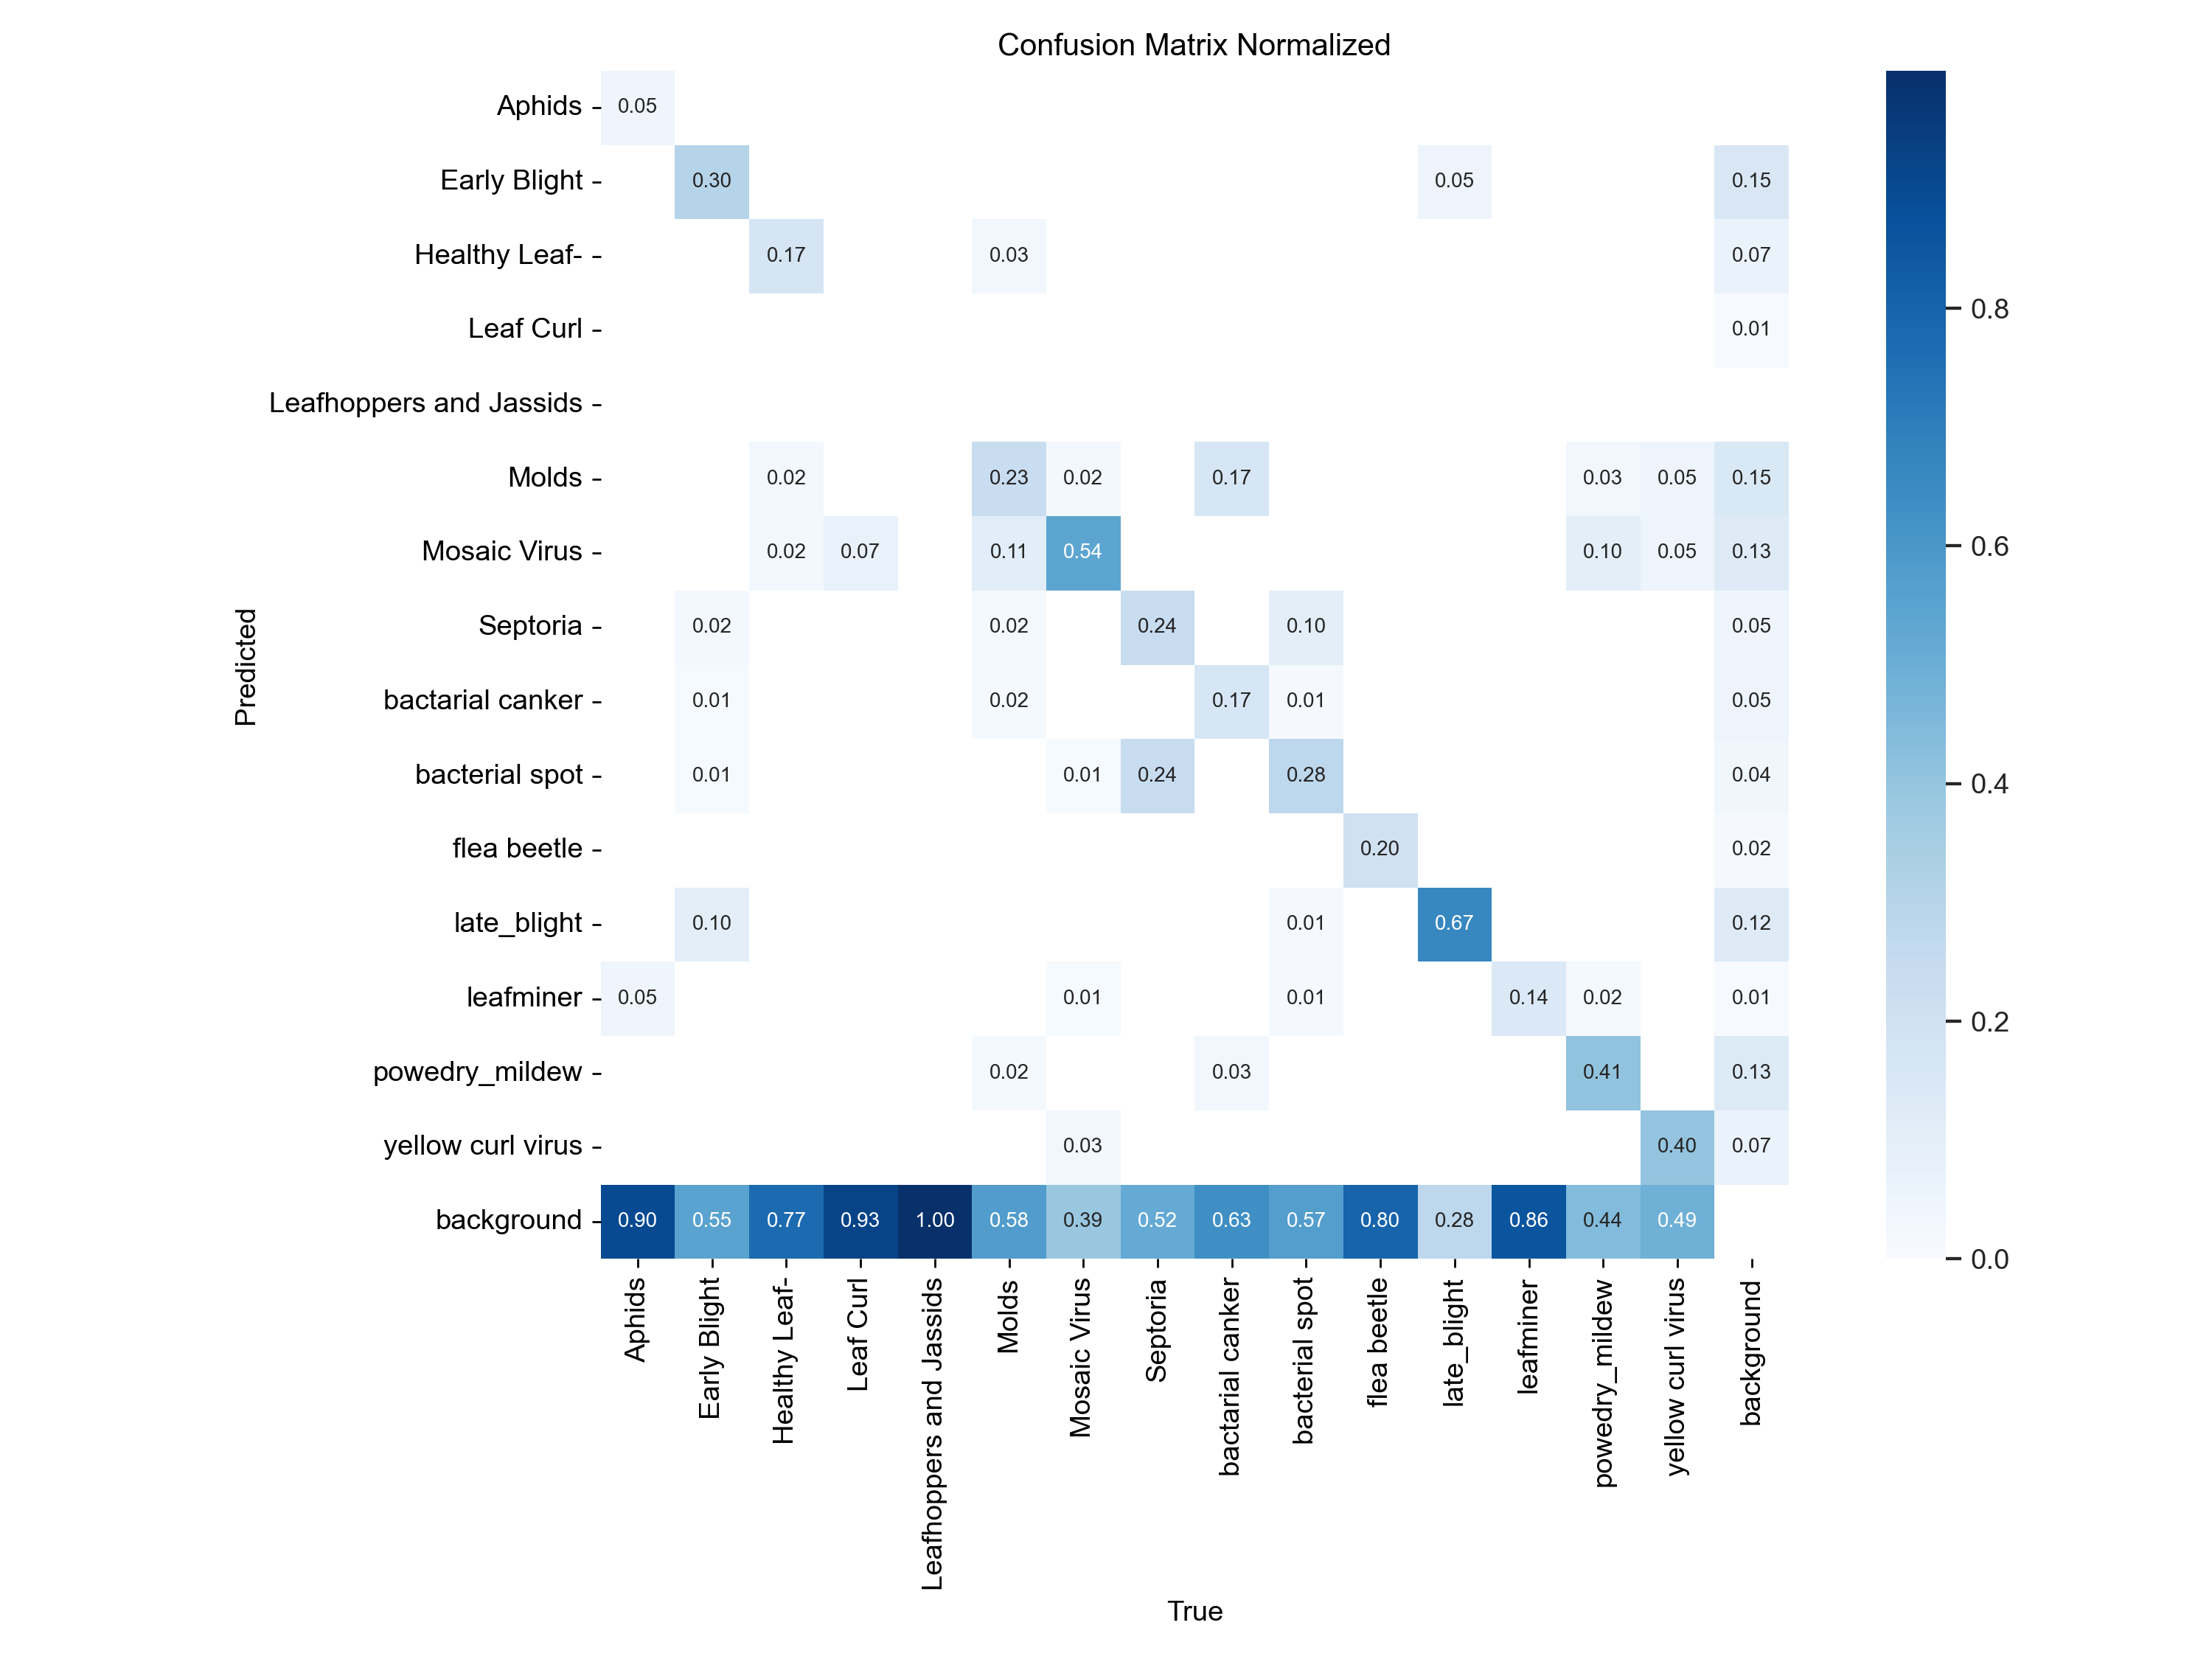 Confusion Matrix Normalized
Aphids 0.05
Early Blight 0.30 0.05 0.15
Healthy Leaf- 0.17 0.03 0.07
Leaf Curl 0.01
Leafhoppers and Jassids
Molds 0.02 0.23 0.02 0.17 0.03 0.05 0.15
Mosaic Virus 0.02 0.07 0.11 0.54 0.10 0.05 0.13
Septoria 0.02 0.02 0.24 0.10 0.05
bactarial canker 0.01 0.02 0.17 0.01 0.05
bacterial spot 0.01 0.01 0.24 0.28 0.04
flea beetle 0.20 0.02
late_blight 0.10 0.01 0.67 0.12
leafminer 0.05 0.01 0.01 0.14 0.02 0.01
powedry_mildew 0.02 0.03 0.41 0.13
yellow curl virus 0.03 0.40 0.07
background 0.90 0.55 0.77 0.93 1.00 0.58 0.39 0.52 0.63 0.57 0.80 0.28 0.86 0.44 0.49
Predicted
Aphids
Early Blight
Healthy Leaf-
Leaf Curl
Leafhoppers and Jassids
Molds
Mosaic Virus
Septoria
bactarial canker
bacterial spot
flea beetle
late_blight
leafminer
powedry_mildew
yellow curl virus
background
True
0.8
0.6
0.4
0.2
0.0